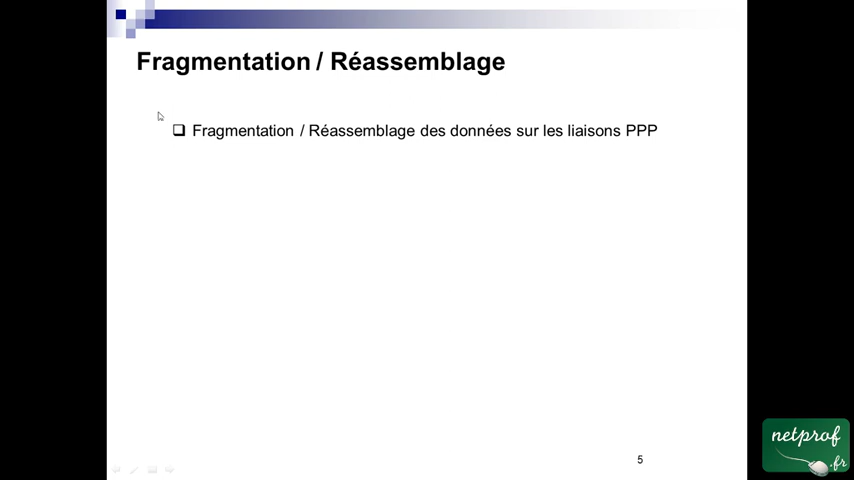 Fragmentation / Réassemblage
Fragmentation / Réassemblage des données sur les liaisons PPP
5
netprof
.fr